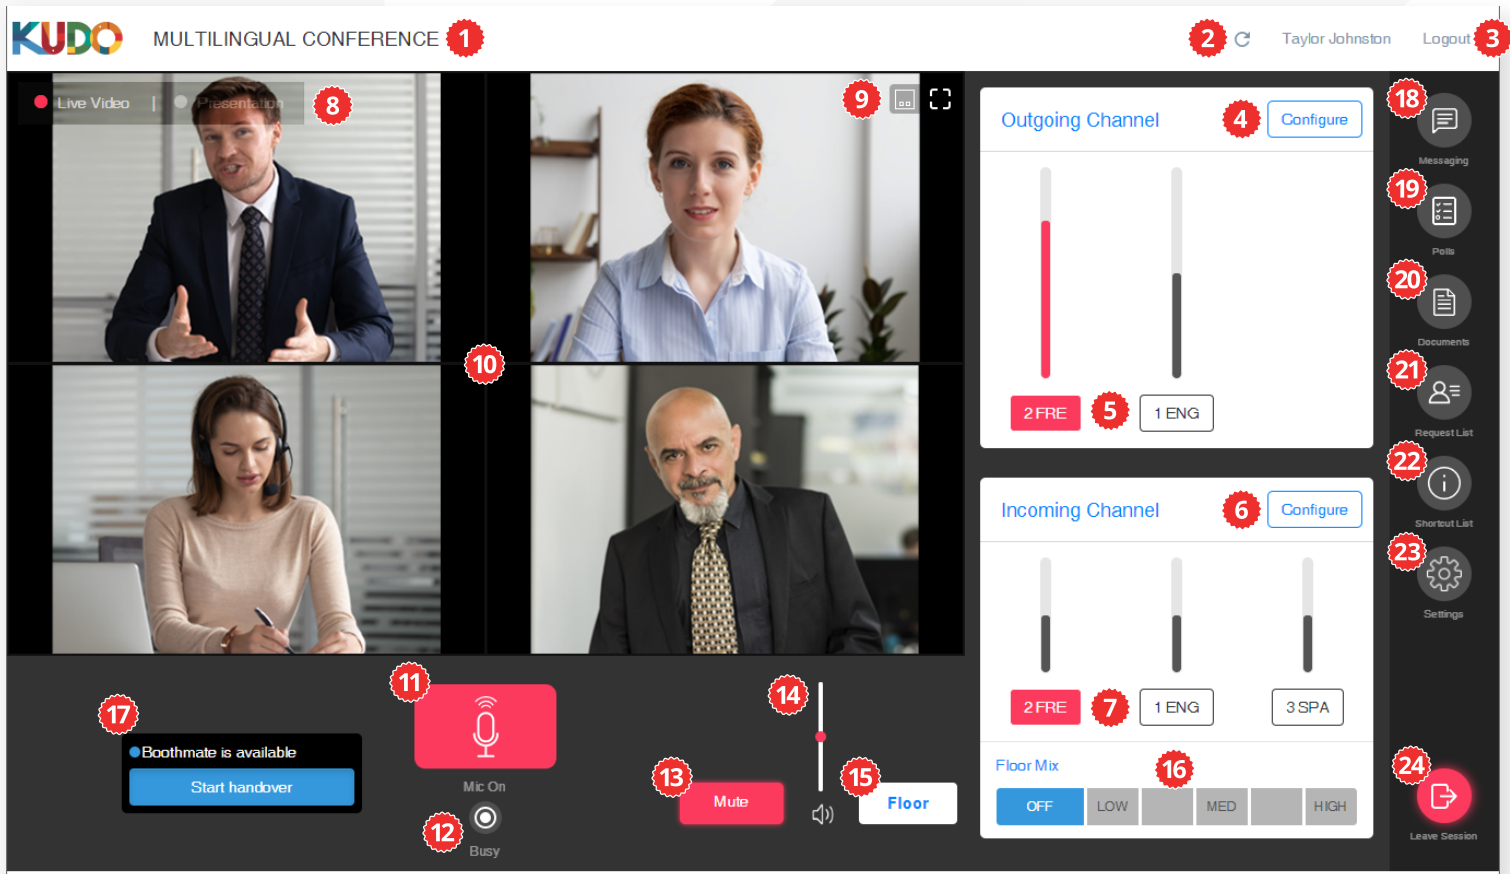 KUDO
MULTILINGUAL CONFERENCE 1
2 Taylor Johnston Logout 3
Live Video | Presentation 8
9
10
Outgoing Channel 4 Configure
2 FRE 5 1 ENG
Incoming Channel 6 Configure
2 FRE 7 1 ENG 3 SPA
Floor Mix 16
OFF LOW MED HIGH
17
Boothmate is available
Start handover
11
Mic On
12
Busy
13
Mute
14
15
Floor
18
Messaging
19
Polls
20
Documents
21
Request List
22
Shortcut List
23
Settings
24
Leave Session